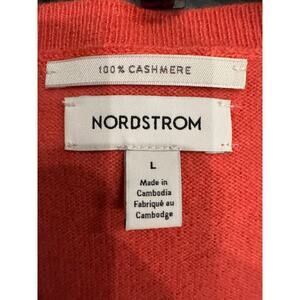 100% CASHMERE
NORDSTROM
L
Made in
Cambodia
Fabriqué au
Cambodge